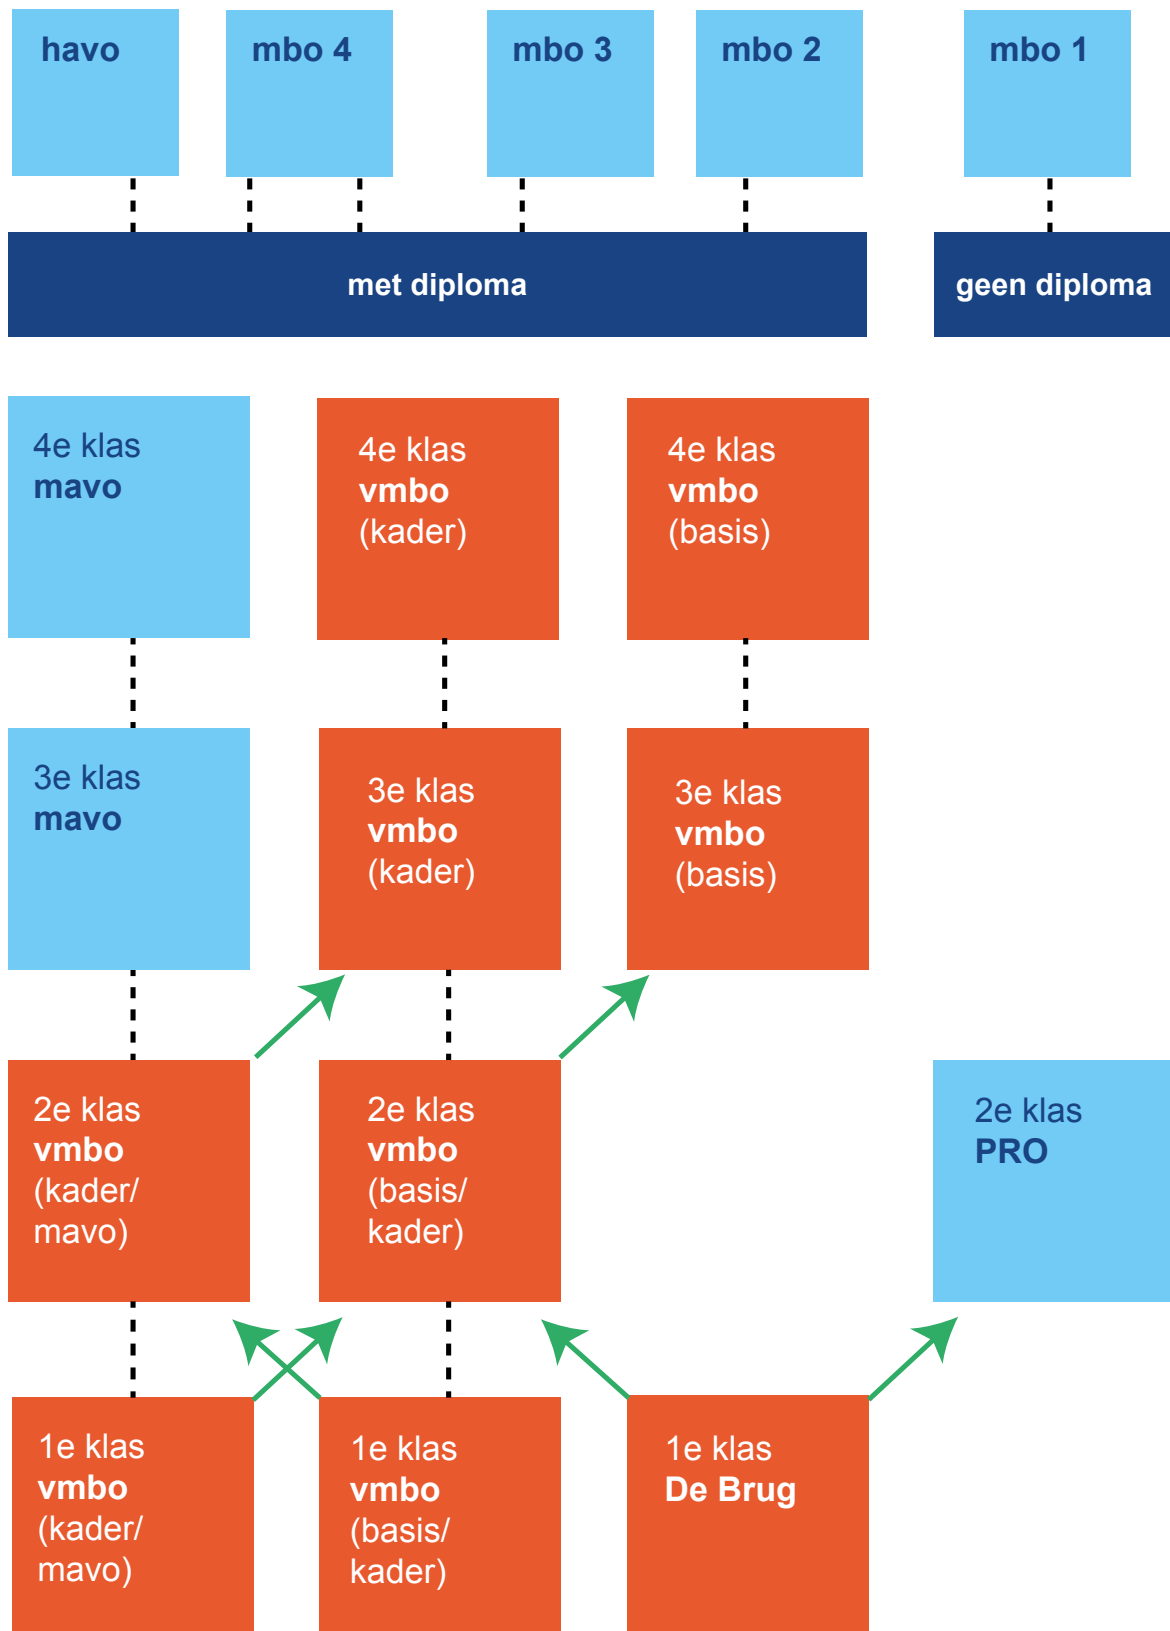 havo
mbo 4
mbo 3
mbo 2
mbo 1
met diploma
geen diploma
4e klas
mavo
4e klas
vmbo
(kader)
4e klas
vmbo
(basis)
3e klas
mavo
3e klas
vmbo
(kader)
3e klas
vmbo
(basis)
2e klas
vmbo
(kader/
mavo)
2e klas
vmbo
(basis/
kader)
2e klas
PRO
1e klas
vmbo
(kader/
mavo)
1e klas
vmbo
(basis/
kader)
1e klas
De Brug